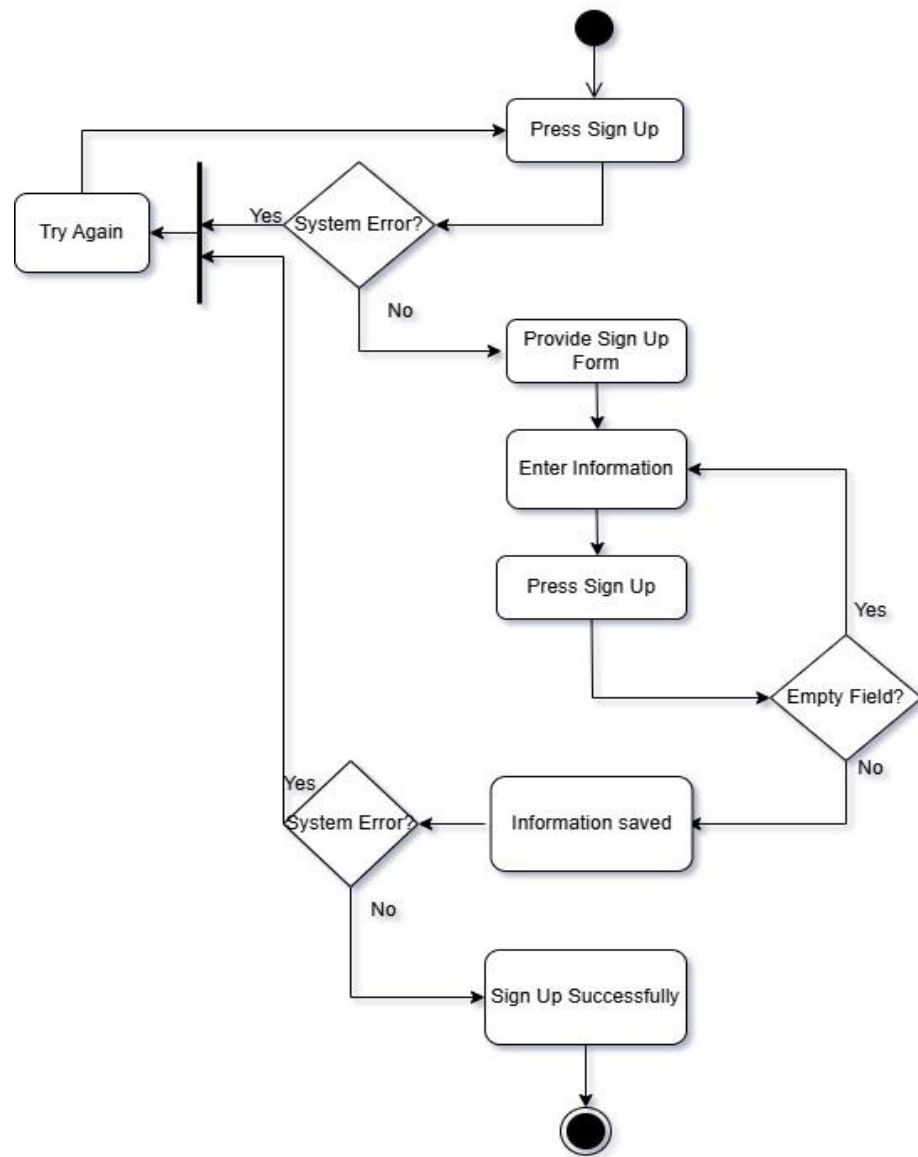 Press Sign Up
Try Again
Yes
System Error?
No
Provide Sign Up
Form
Enter Information
Press Sign Up
Yes
Empty Field?
No
Yes
System Error?
Information saved
No
Sign Up Successfully